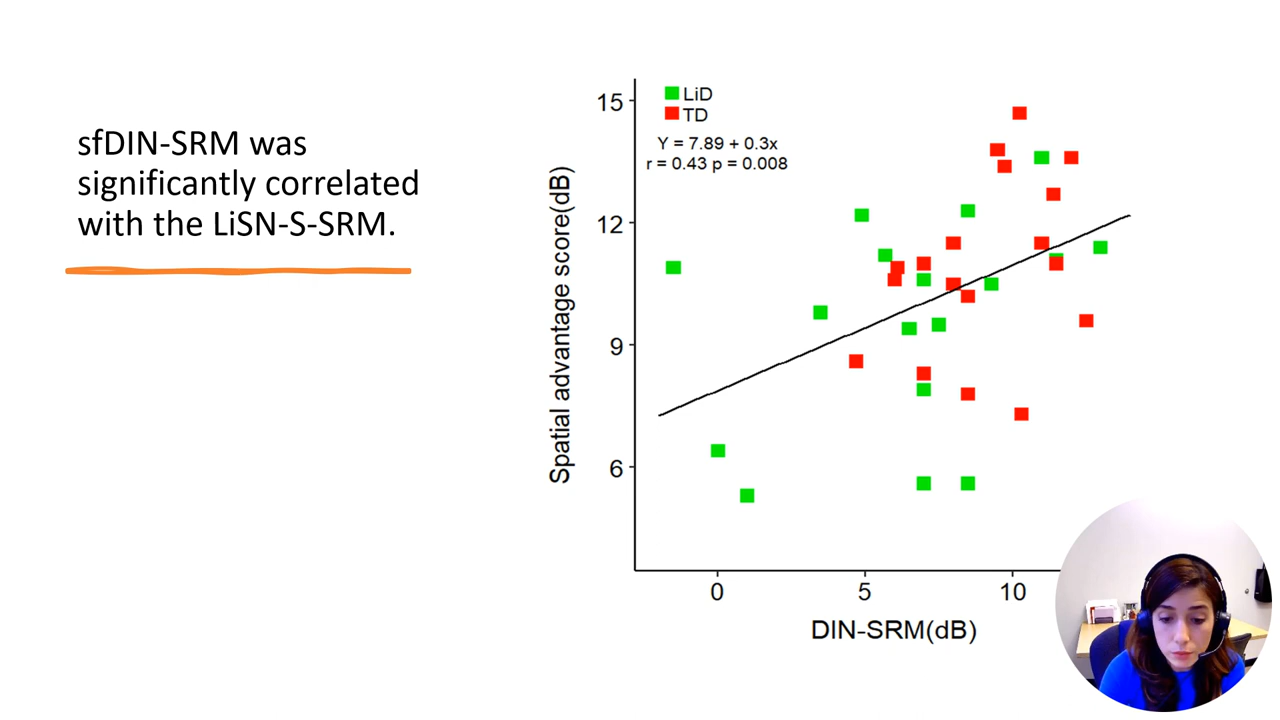 sfDIN-SRM was
significantly correlated
with the LiSN-S-SRM.
LiD
TD
Y = 7.89 + 0.3x
r = 0.43 p = 0.008
Spatial advantage score(dB)
15
12
9
6
0 5 10
DIN-SRM(dB)